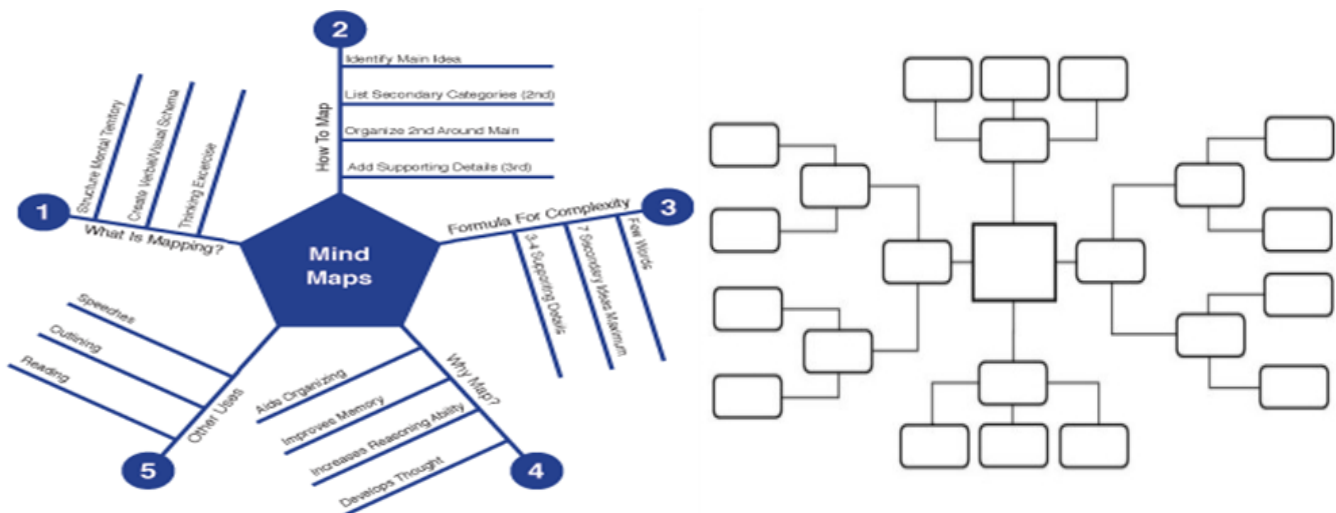 1
What Is Mapping?
Structure Mental Territory
Create Verbal/Visual Schema
Thinking Excercise
2
How To Map
Identify Main Idea
List Secondary Categories (2nd)
Organize 2nd Around Main
Add Supporting Details (3rd)
3
Formula For Complexity
3-4 Supporting Details
7 Secondary Ideas Maximum
Few Words
Mind
Maps
4
Why Map?
Aids Organizing
Improves Memory
Increases Reasoning Ability
Develops Thought
5
Other Uses
Speeches
Outlining
Reading